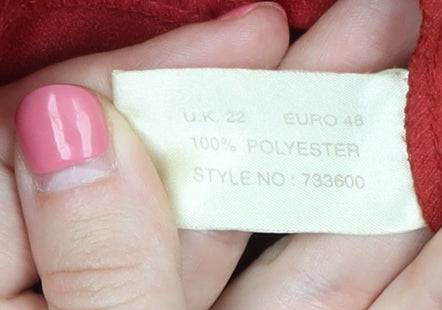 U.K. 22 EURO 48
100% POLYESTER
STYLE NO : 733600